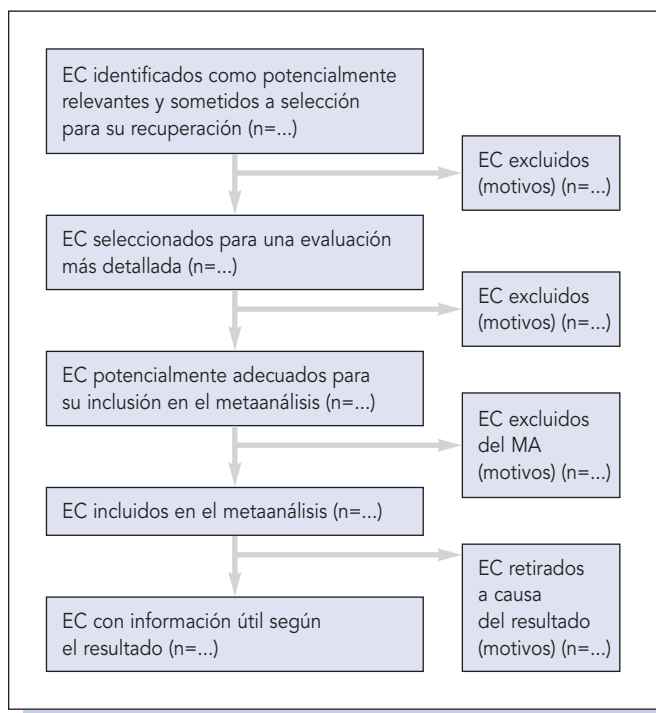 EC identificados como potencialmente
relevantes y sometidos a selección
para su recuperación (n=...)
EC excluidos
(motivos) (n=...)
EC seleccionados para una evaluación
más detallada (n=...)
EC excluidos
(motivos) (n=...)
EC potencialmente adecuados para
su inclusión en el metaanálisis (n=...)
EC excluidos
del MA
(motivos) (n=...)
EC incluidos en el metaanálisis (n=...)
EC retirados
a causa
del resultado
(motivos) (n=...)
EC con información útil según
el resultado (n=...)